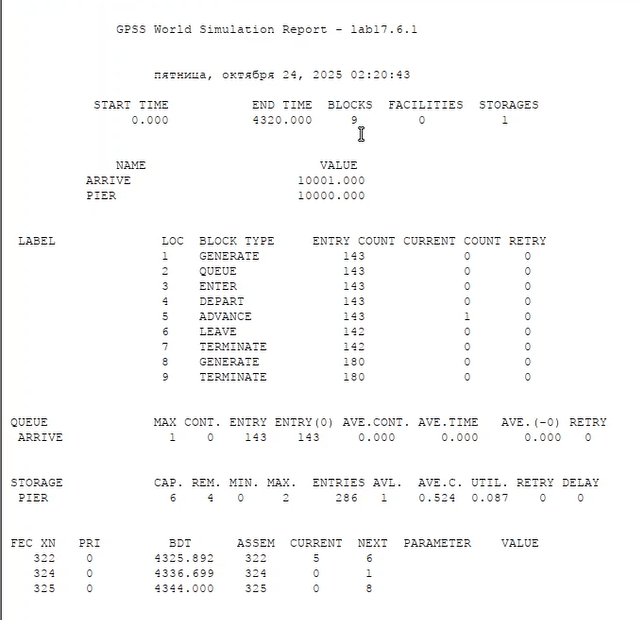 GPSS World Simulation Report - lab17.6.1
пятница, октября 24, 2025 02:20:43
START TIME END TIME BLOCKS FACILITIES STORAGES
0.000 4320.000 9 0 1
NAME VALUE
ARRIVE 10001.000
PIER 10000.000
LABEL LOC BLOCK TYPE ENTRY COUNT CURRENT COUNT RETRY
1 GENERATE 143 0 0
2 QUEUE 143 0 0
3 ENTER 143 0 0
4 DEPART 143 0 0
5 ADVANCE 143 1 0
6 LEAVE 142 0 0
7 TERMINATE 142 0 0
8 GENERATE 180 0 0
9 TERMINATE 180 0 0
QUEUE MAX CONT. ENTRY ENTRY(0) AVE.CONT. AVE.TIME AVE.(-0) RETRY
ARRIVE 1 0 143 143 0.000 0.000 0.000 0
STORAGE CAP. REM. MIN. MAX. ENTRIES AVL. AVE.C. UTIL. RETRY DELAY
PIER 6 4 0 2 286 1 0.524 0.087 0 0
FEC XN PRI BDT ASSEM CURRENT NEXT PARAMETER VALUE
322 0 4325.892 322 5 6
324 0 4336.699 324 0 1
325 0 4344.000 325 0 8